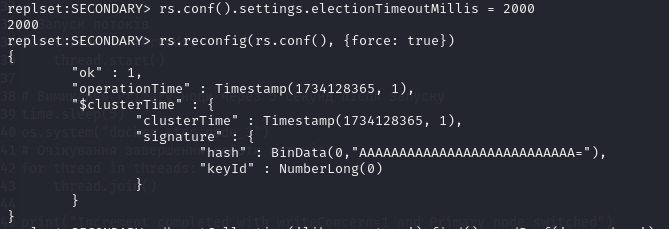 replset:SECONDARY> rs.conf().settings.electionTimeoutMillis = 2000
2000
replset:SECONDARY> rs.reconfig(rs.conf(), {force: true})
{
"ok" : 1,
"operationTime" : Timestamp(1734128365, 1),
"$clusterTime" : {
"clusterTime" : Timestamp(1734128365, 1),
"signature" : {
"hash" : BinData(0,"AAAAAAAAAAAAAAAAAAAAAAAAAAA="),
"keyId" : NumberLong(0)
}
}
}